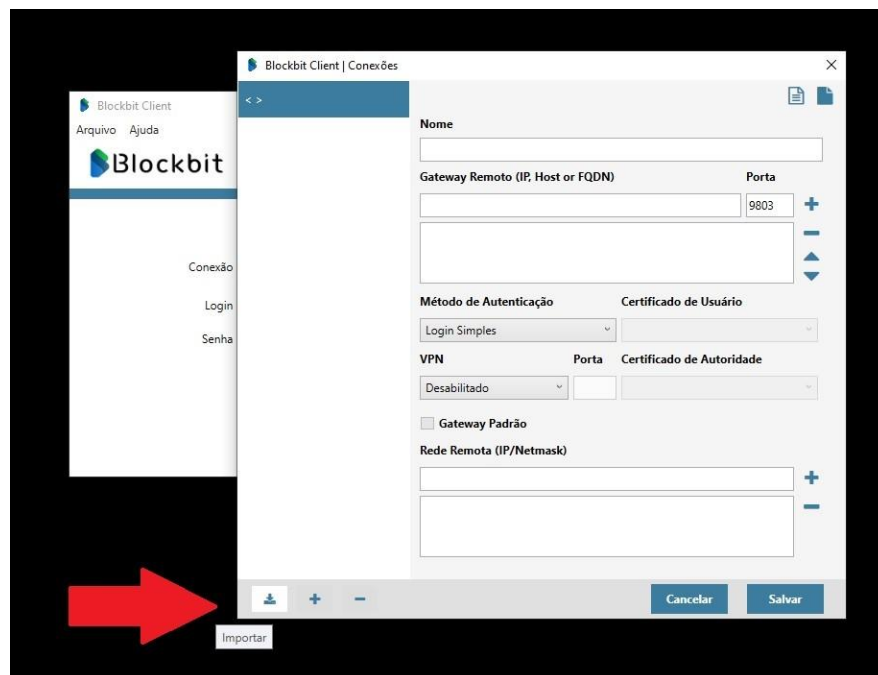 Blockbit Client | Conexões
Blockbit Client
Arquivo Ajuda
Blockbit
Conexão
Login
Senha
< >
Nome
Gateway Remoto (IP, Host or FQDN) Porta
9803
Método de Autenticação Certificado de Usuário
Login Simples
VPN Porta Certificado de Autoridade
Desabilitado
Gateway Padrão
Rede Remota (IP/Netmask)
Cancelar Salvar
Importar